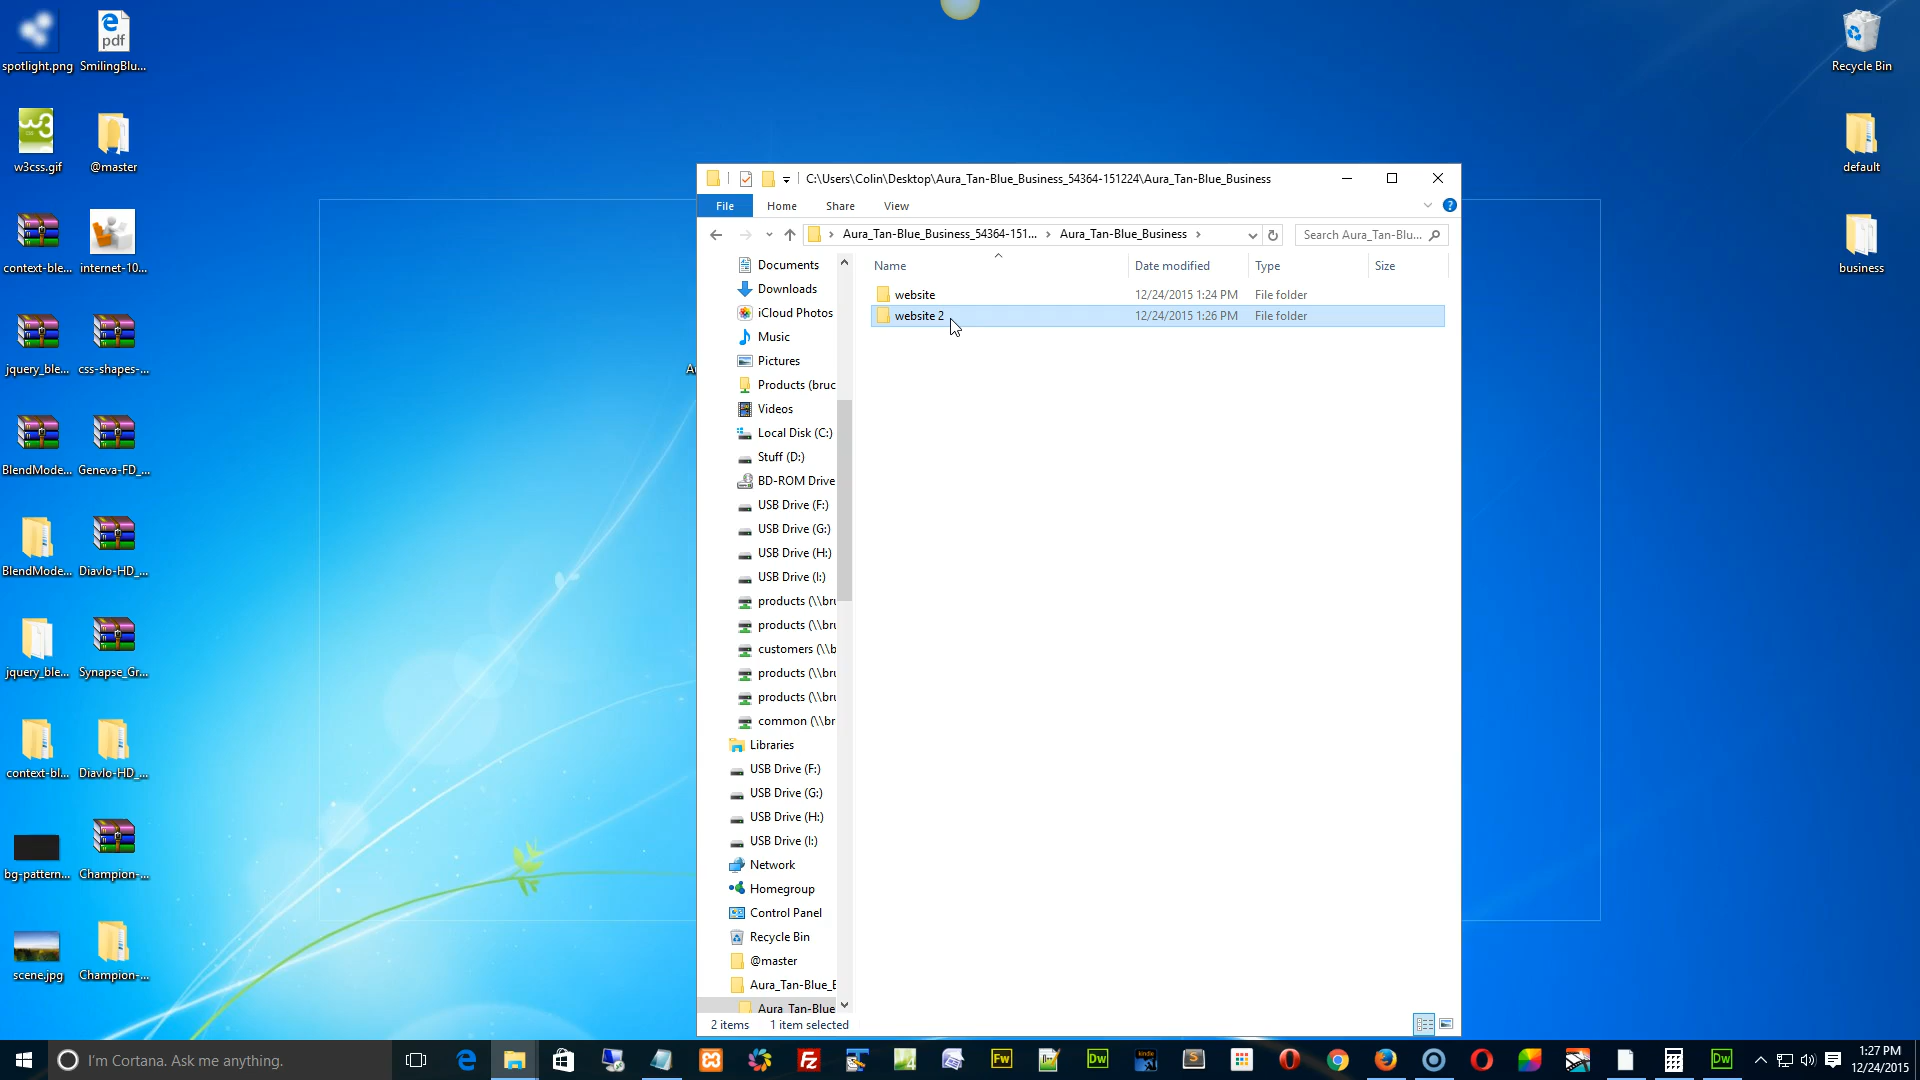 spotlight.png
SmilingBlu...
w3css.gif
@master
context-ble...
internet-10...
jquery_ble...
css-shapes-...
BlendMode...
Geneva-FD_...
BlendMode...
Diavlo-HD_...
jquery_ble...
Synapse_Gr...
context-bl...
Diavlo-HD_...
bg-pattern...
Champion-...
scene.jpg
Champion-...
Recycle Bin
default
business
C:\Users\Colin\Desktop\Aura_Tan-Blue_Business_54364-151224\Aura_Tan-Blue_Business
File Home Share View
Aura_Tan-Blue_Business_54364-151... Aura_Tan-Blue_Business
Search Aura_Tan-Blu...
Name Date modified Type Size
website 12/24/2015 1:24 PM File folder
website 2 12/24/2015 1:26 PM File folder
Documents
Downloads
iCloud Photos
Music
Pictures
Products (bruc
Videos
Local Disk (C:)
Stuff (D:)
BD-ROM Drive
USB Drive (F:)
USB Drive (G:)
USB Drive (H:)
USB Drive (I:)
products (\\bru
products (\\bru
customers (\\b
products (\\bru
products (\\bru
common (\\br
Libraries
USB Drive (F:)
USB Drive (G:)
USB Drive (H:)
USB Drive (I:)
Network
Homegroup
Control Panel
Recycle Bin
@master
Aura_Tan-Blue_B
Aura_Tan-Blue
2 items 1 item selected
I'm Cortana. Ask me anything.
1:27 PM
12/24/2015